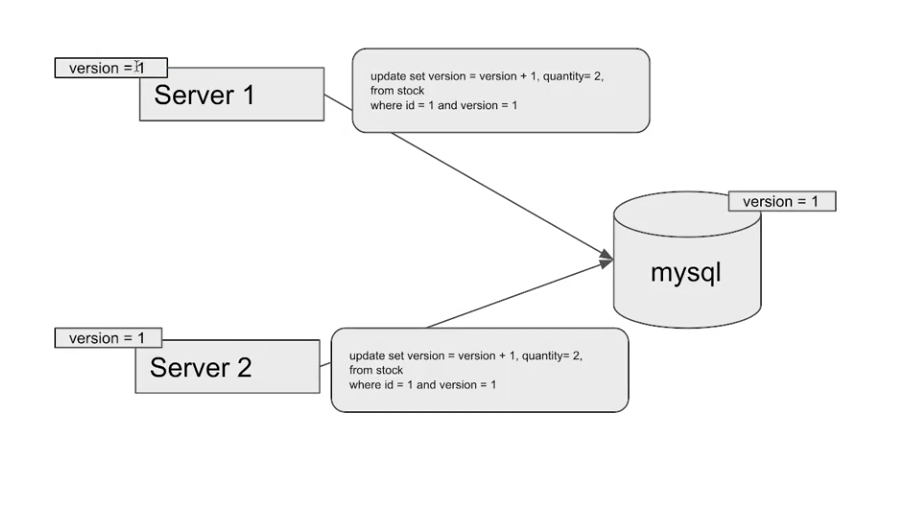 version = 1
Server 1
update set version = version + 1, quantity= 2,
from stock
where id = 1 and version = 1
version = 1
mysql
version = 1
Server 2
update set version = version + 1, quantity= 2,
from stock
where id = 1 and version = 1